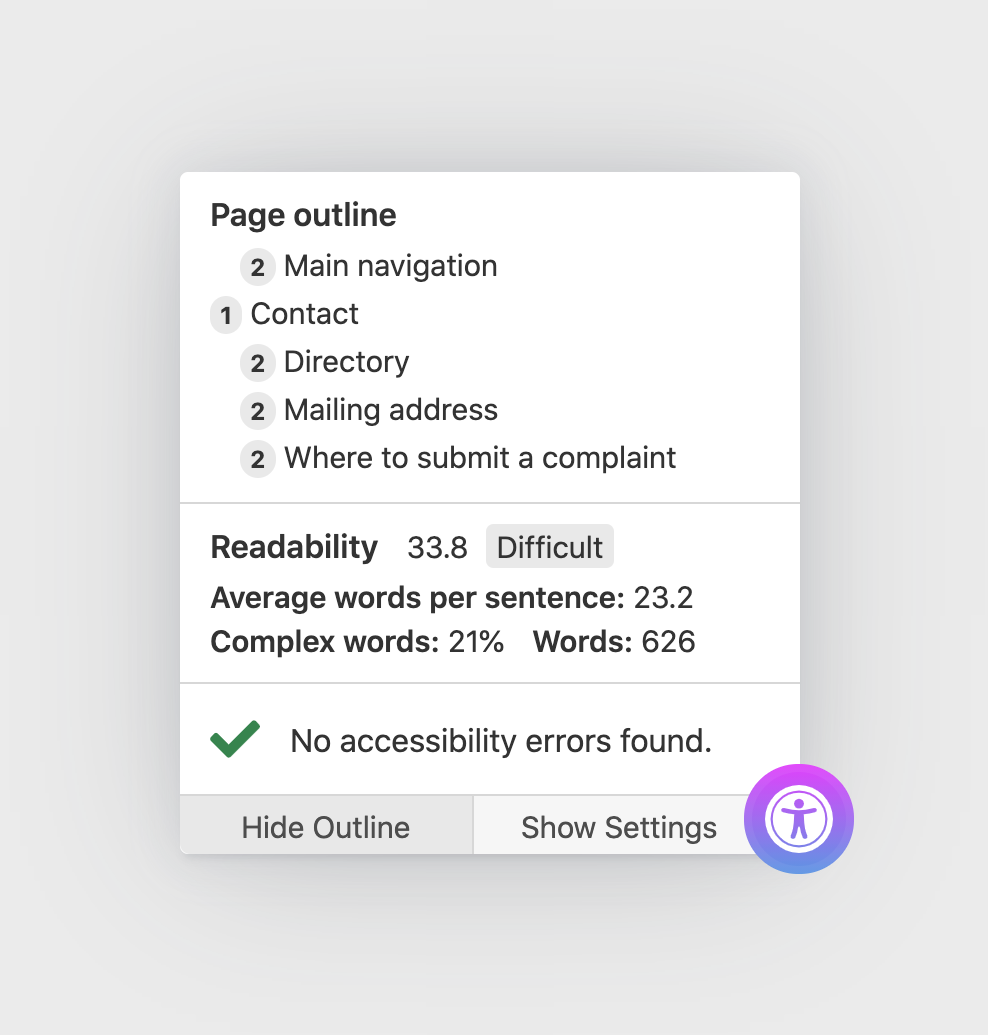 Page outline
2 Main navigation
1 Contact
2 Directory
2 Mailing address
2 Where to submit a complaint
Readability 33.8 Difficult
Average words per sentence: 23.2
Complex words: 21% Words: 626
No accessibility errors found.
Hide Outline Show Settings